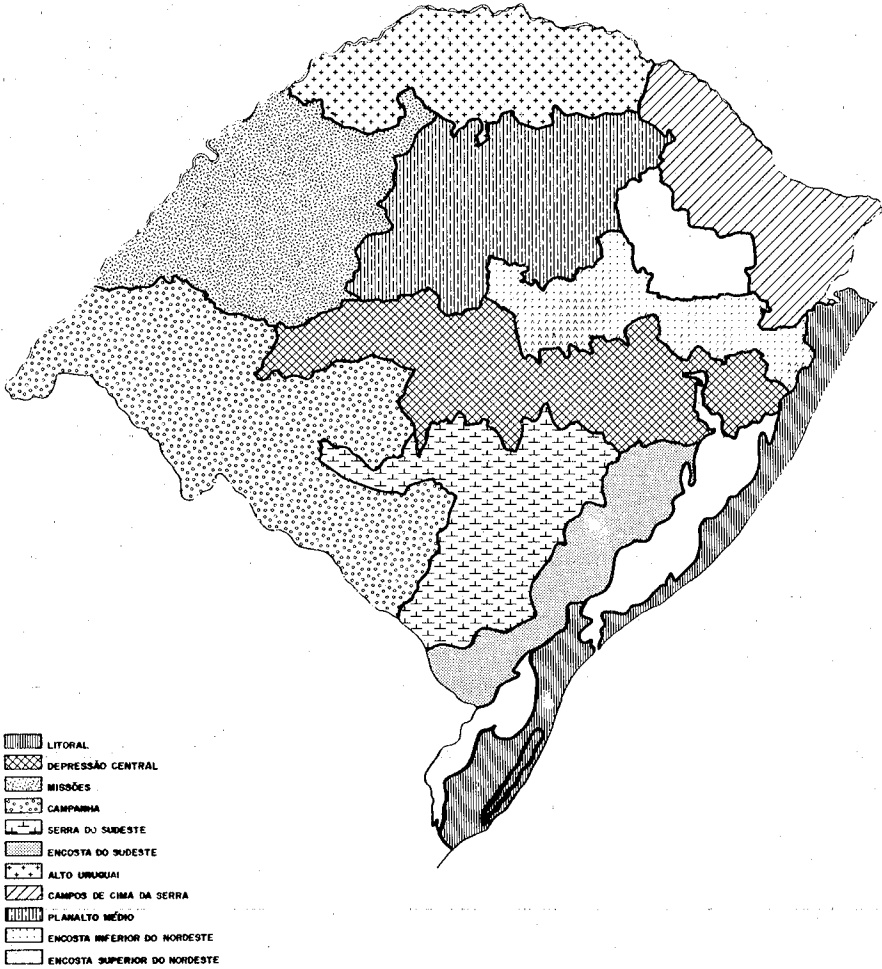 LITORAL
DEPRESSÃO CENTRAL
MISSÕES
CAMPANHA
SERRA DO SUDESTE
ENCOSTA DO SUDESTE
ALTO URUGUAI
CAMPOS DE CIMA DA SERRA
PLANALTO MÉDIO
ENCOSTA INFERIOR DO NORDESTE
ENCOSTA SUPERIOR DO NORDESTE